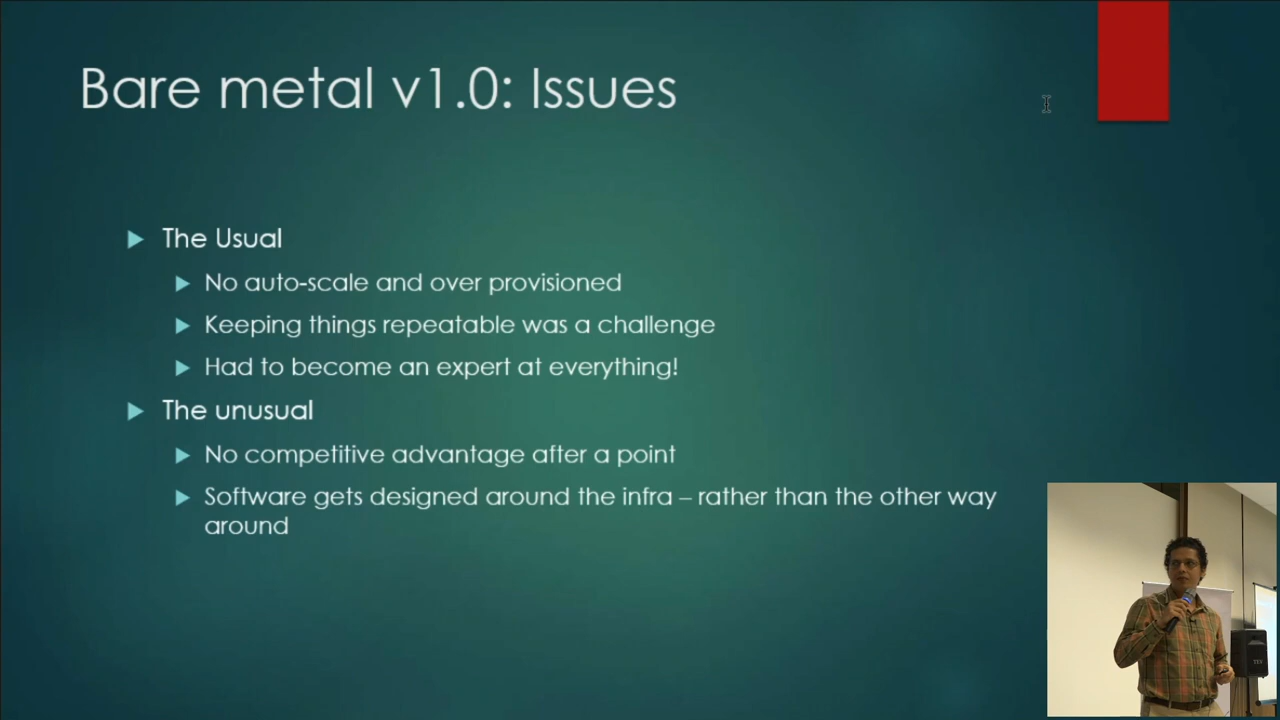 Bare metal v1.0: Issues
The Usual
No auto-scale and over provisioned
Keeping things repeatable was a challenge
Had to become an expert at everything!
The unusual
No competitive advantage after a point
Software gets designed around the infra – rather than the other way
around